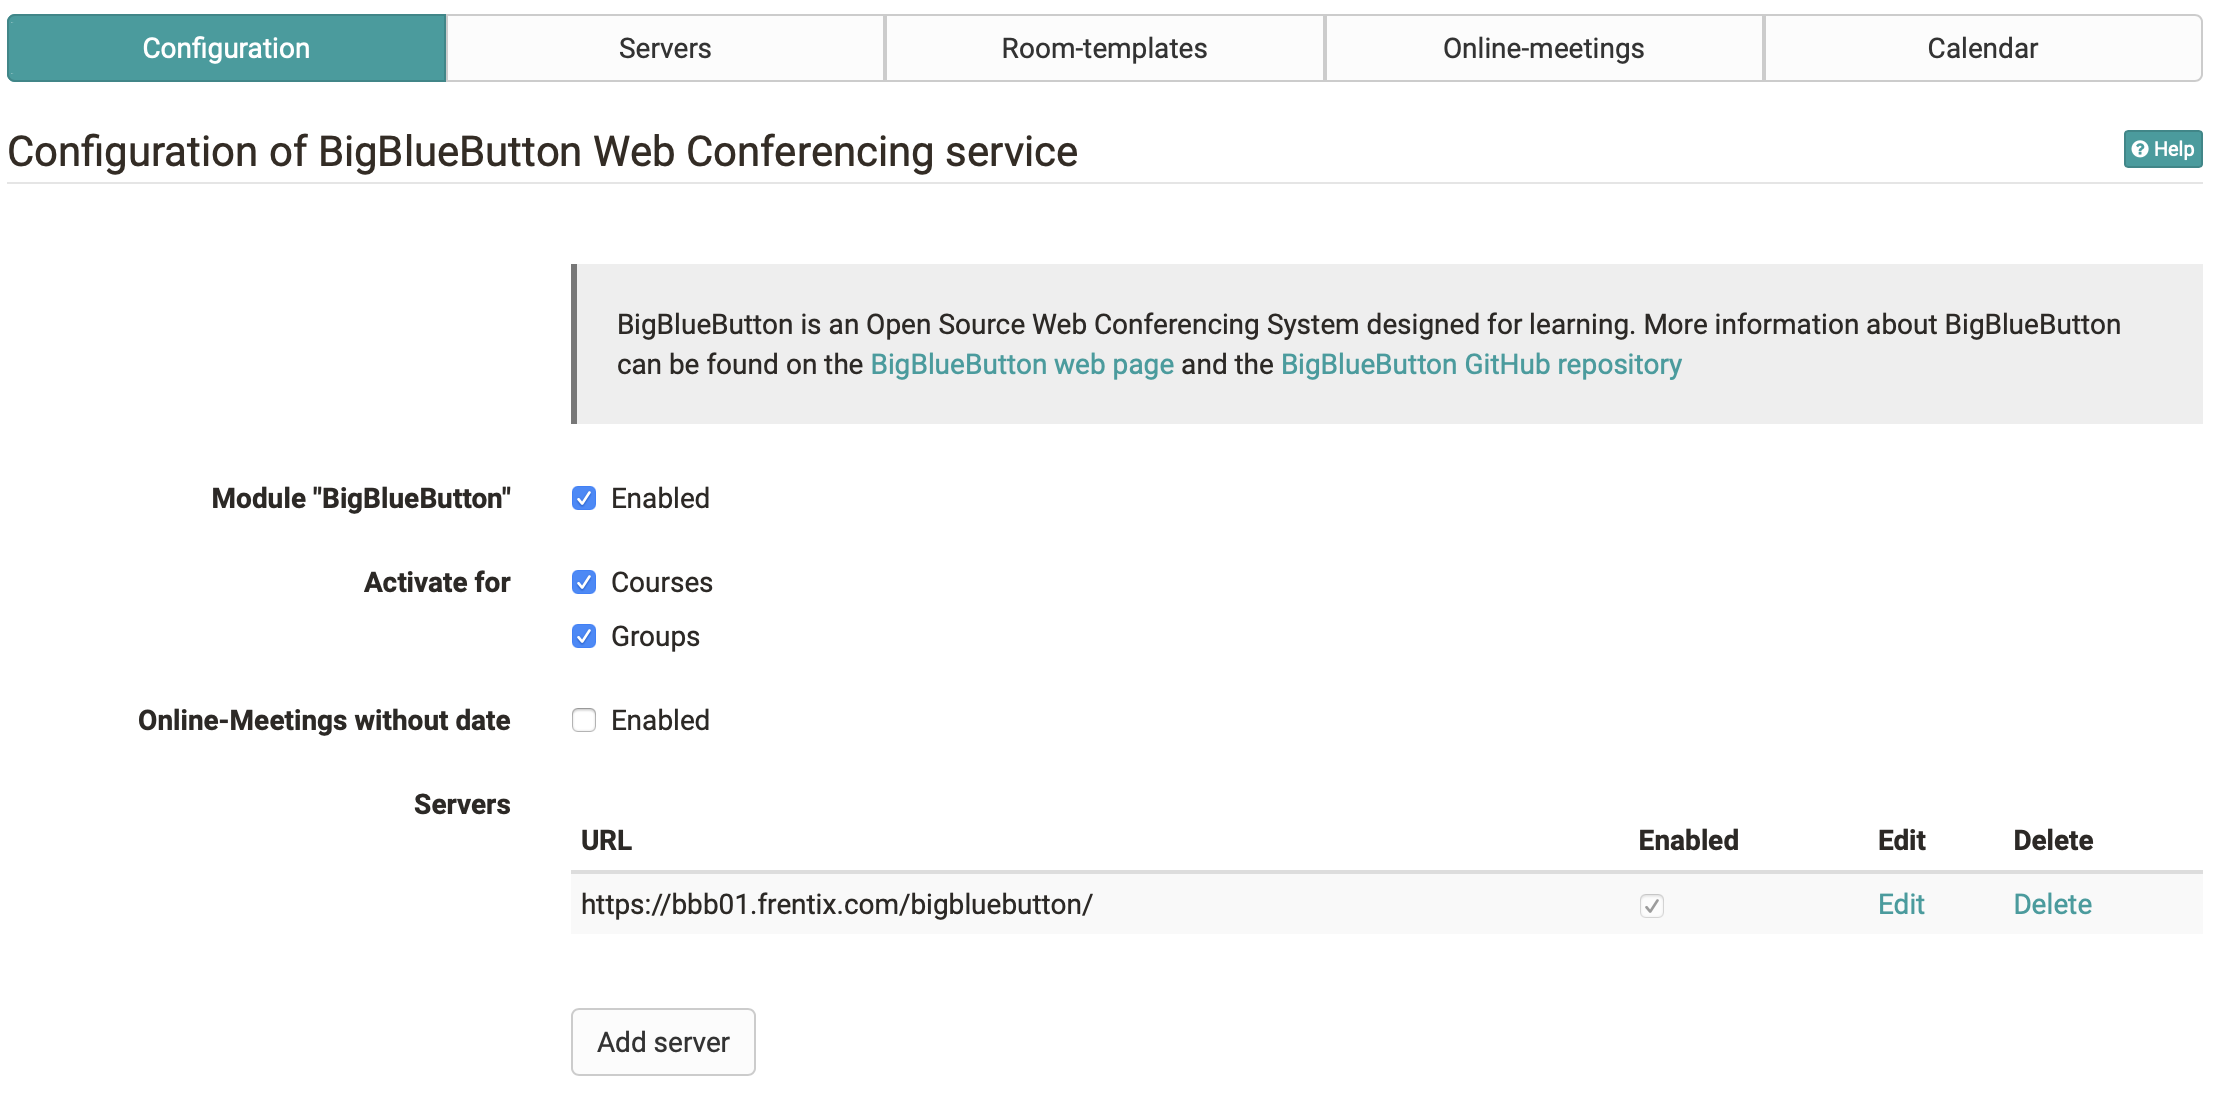 Configuration
Servers
Room-templates
Online-meetings
Calendar
Configuration of BigBlueButton Web Conferencing service
Help
BigBlueButton is an Open Source Web Conferencing System designed for learning. More information about BigBlueButton
can be found on the BigBlueButton web page and the BigBlueButton GitHub repository
Module "BigBlueButton"
Enabled
Activate for
Courses
Groups
Online-Meetings without date
Enabled
Servers
URL
Enabled
Edit
Delete
https://bbb01.frentix.com/bigbluebutton/
Edit
Delete
Add server